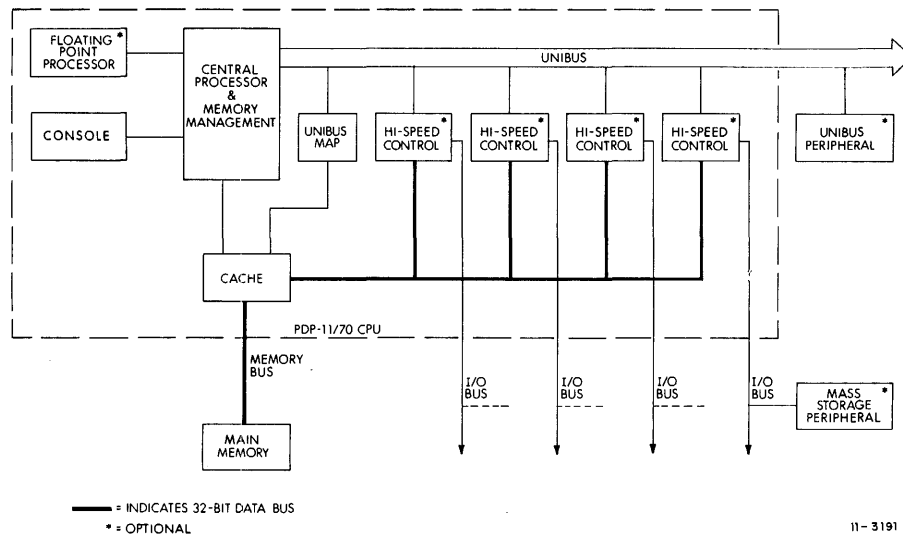 FLOATING *
POINT
PROCESSOR
CENTRAL
PROCESSOR
&
MEMORY
MANAGEMENT
UNIBUS
CONSOLE
UNIBUS
MAP
HI-SPEED *
CONTROL
HI-SPEED *
CONTROL
HI-SPEED *
CONTROL
HI-SPEED *
CONTROL
UNIBUS *
PERIPHERAL
CACHE
PDP-11/70 CPU
MEMORY
BUS
I/O
BUS
I/O
BUS
I/O
BUS
I/O
BUS
MASS *
STORAGE
PERIPHERAL
MAIN
MEMORY
= INDICATES 32-BIT DATA BUS
* = OPTIONAL
11-3191